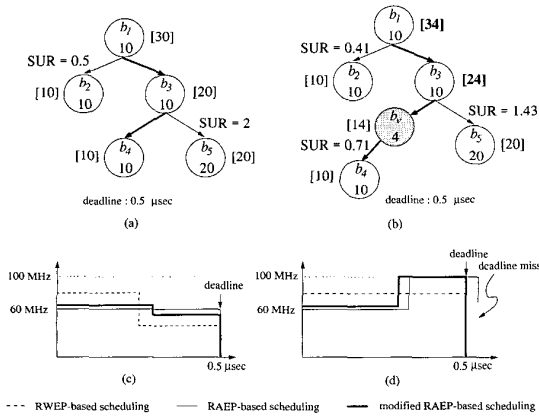 b1
10
[30]
SUR = 0.5
b2
10
[10]
b3
10
[20]
SUR = 2
b4
10
[10]
b5
20
[20]
deadline : 0.5 µsec
(a)
b1
10
[34]
SUR = 0.41
b2
10
[10]
b3
10
[24]
SUR = 1.43
bv
4
[14]
SUR = 0.71
b5
20
[20]
b4
10
[10]
deadline : 0.5 µsec
(b)
100 MHz
60 MHz
deadline
0.5 µsec
(c)
100 MHz
60 MHz
deadline
deadline miss
0.5 µsec
(d)
RWEP-based scheduling
RAEP-based scheduling
modified RAEP-based scheduling